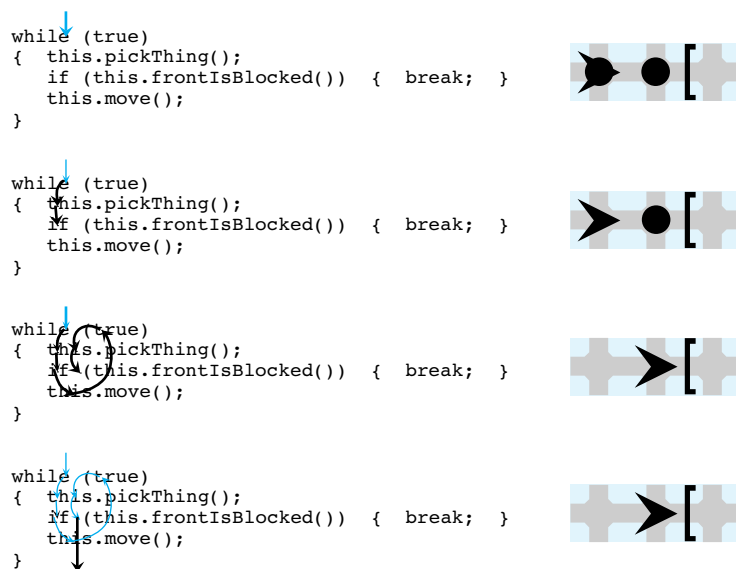 while (true)
{  this.pickThing();
   if (this.frontIsBlocked())  {  break;  }
   this.move();
}
while (true)
{  this.pickThing();
   if (this.frontIsBlocked())  {  break;  }
   this.move();
}
while (true)
{  this.pickThing();
   if (this.frontIsBlocked())  {  break;  }
   this.move();
}
while (true)
{  this.pickThing();
   if (this.frontIsBlocked())  {  break;  }
   this.move();
}